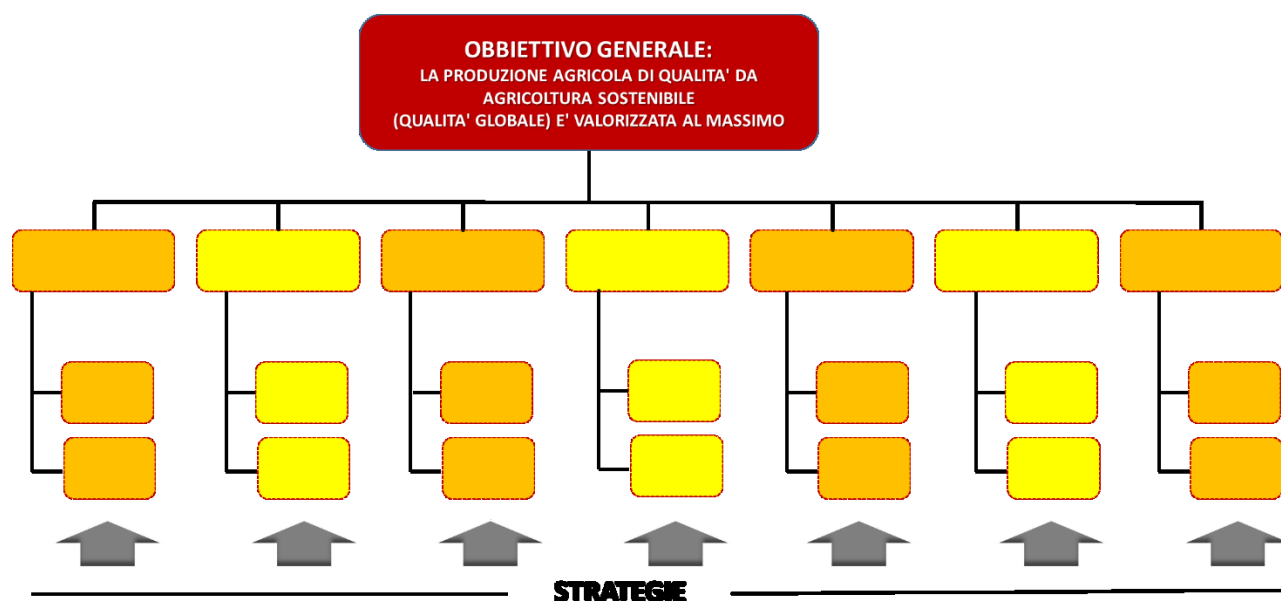 OBBIETTIVO GENERALE:
LA PRODUZIONE AGRICOLA DI QUALITA' DA
AGRICOLTURA SOSTENIBILE
(QUALITA' GLOBALE) E' VALORIZZATA AL MASSIMO
STRATEGIE